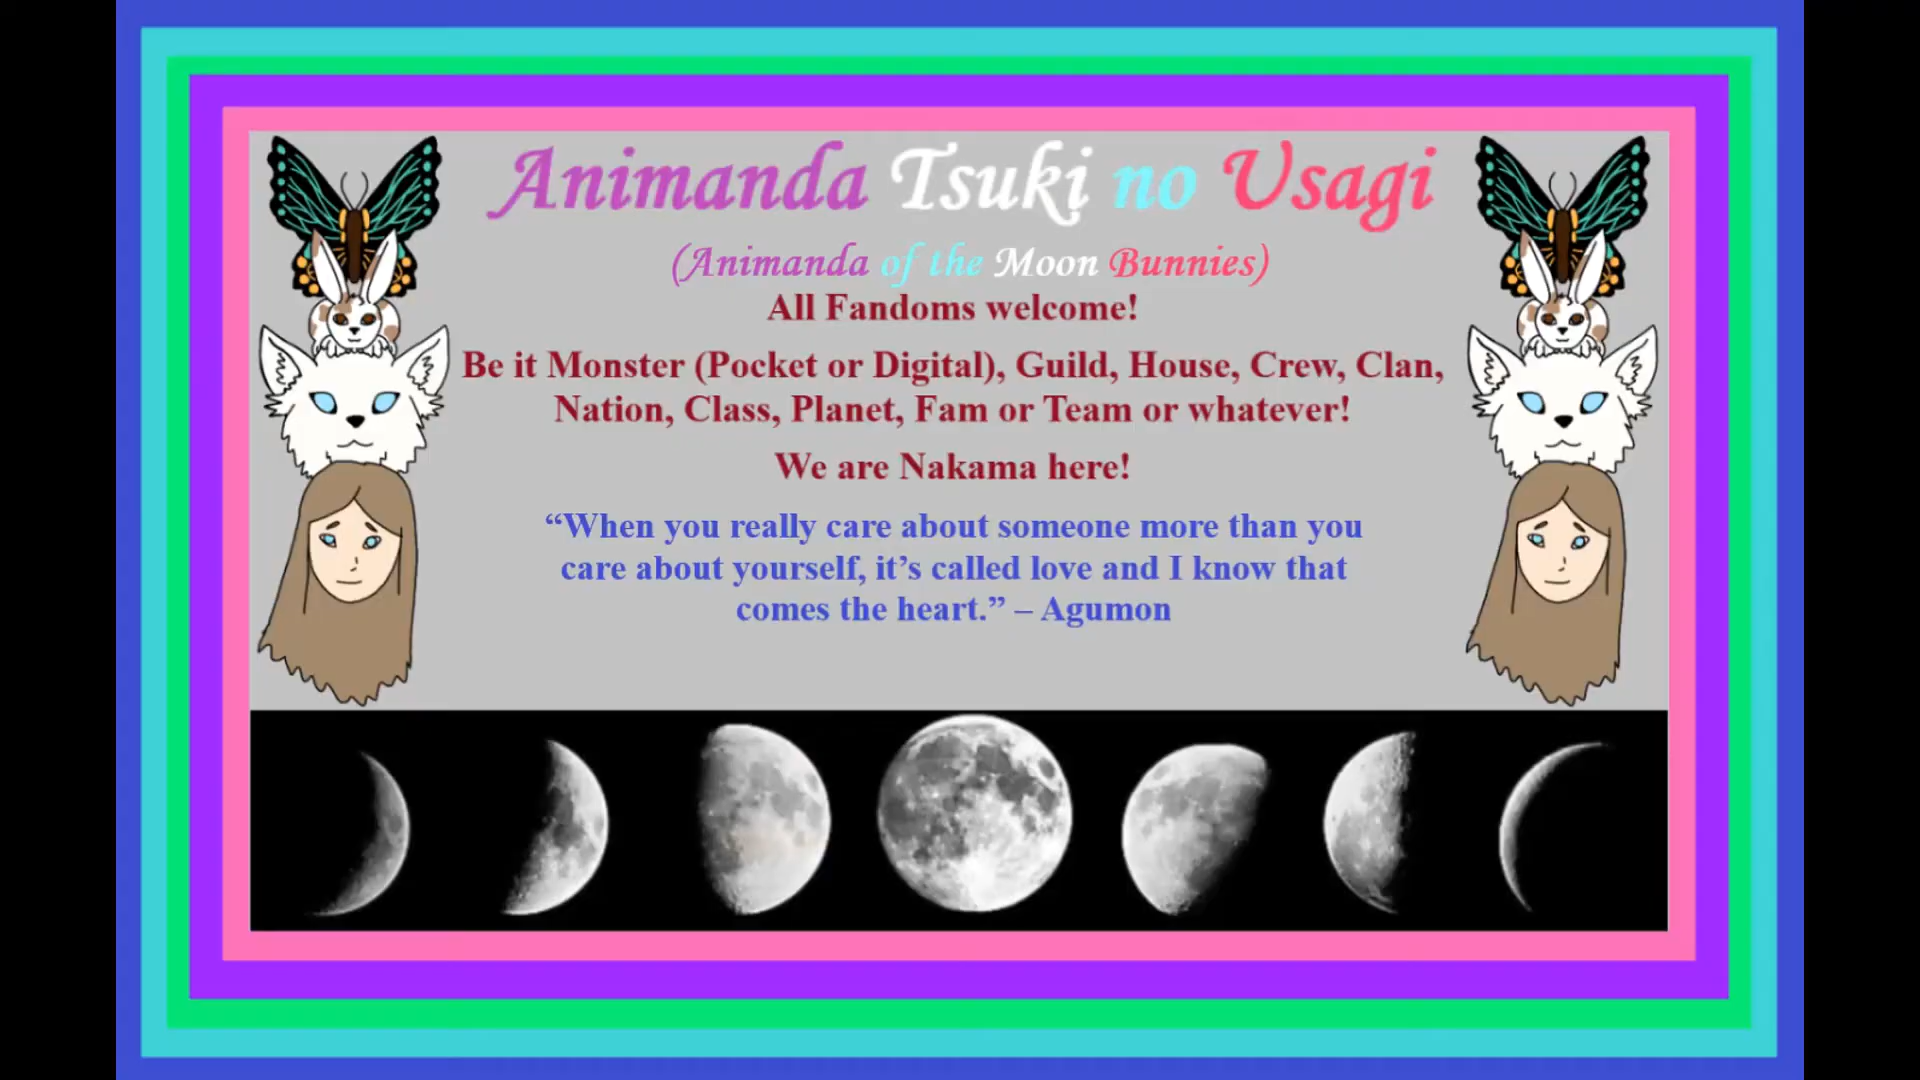 Animanda Tsuki no Usagi
(Animanda of the Moon Bunnies)
All Fandoms welcome!
Be it Monster (Pocket or Digital), Guild, House, Crew, Clan,
Nation, Class, Planet, Fam or Team or whatever!
We are Nakama here!
“When you really care about someone more than you
care about yourself, it’s called love and I know that
comes the heart.” – Agumon